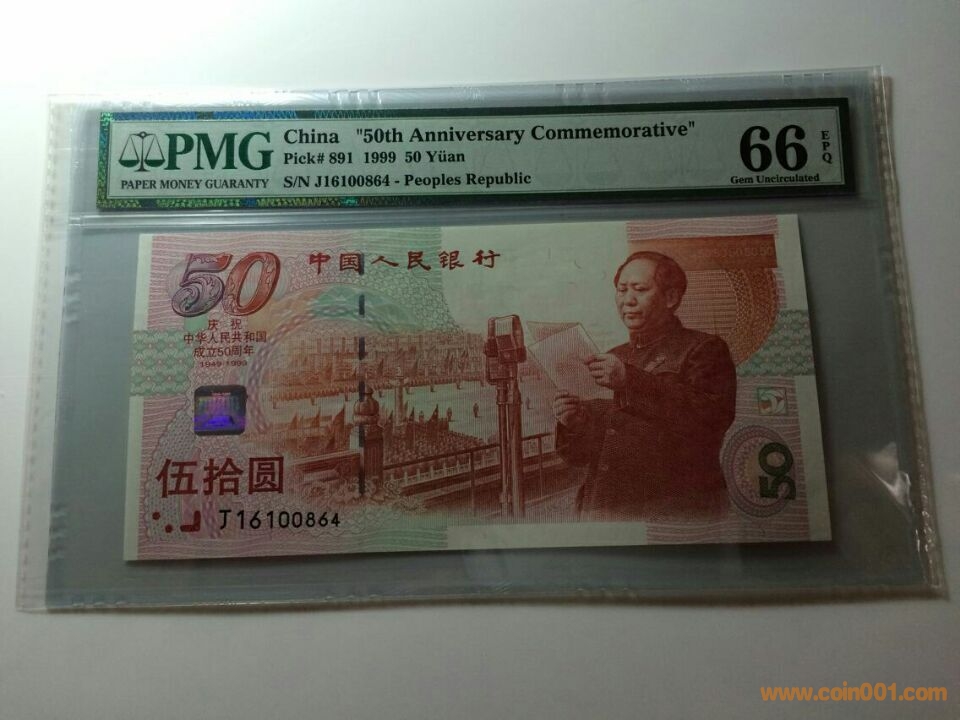 PMG
PAPER MONEY GUARANTY
China "50th Anniversary Commemorative"
Pick# 891 1999 50 Yüan
S/N J16100864 - Peoples Republic
66
EPQ
Gem Uncirculated
50
中国人民银行
庆祝
中华人民共和国
成立50周年
1949-1999
伍拾圆
J16100864
50
www.coin001.com